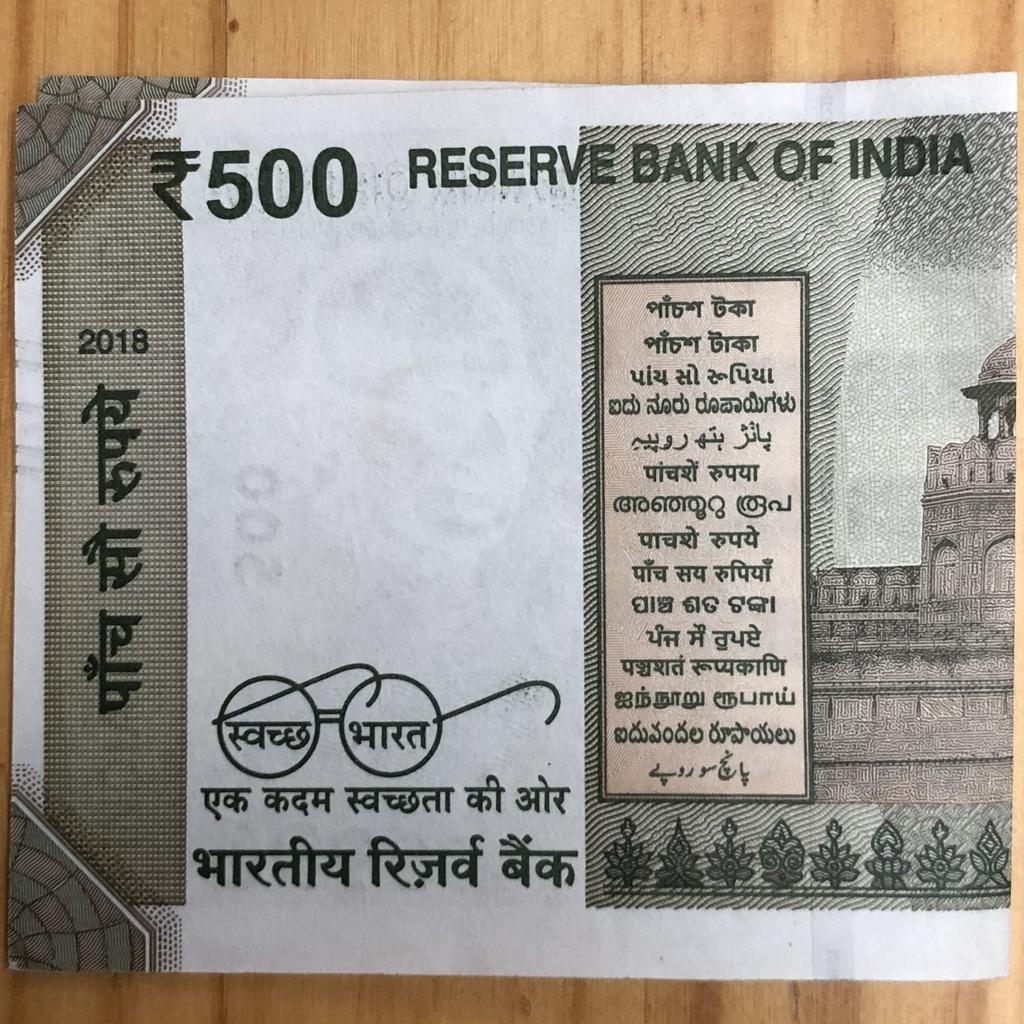 ₹500
RESERVE BANK OF INDIA
2018
पाँच सौ रुपये
পাঁচশ টকা
পাঁচশ টাকা
પાંચ સો રૂપિયા
ಐದು ನೂರು ರೂಪಾಯಿಗಳು
پانژ ہتھ روپیہ
पांचशें रुपया
അഞ്ഞൂറു രൂപ
पाचशे रुपये
पाँच सय रुपियाँ
ପାଞ୍ଚ ଶତ ଟଙ୍କା
ਪੰਜ ਸੌ ਰੁਪਏ
पञ्चशतं रूप्यकाणि
ஐந்நூறு ரூபாய்
ఐదువందల రూపాయలు
پانچ سو روپے
स्वच्छ भारत
एक कदम स्वच्छता की ओर
भारतीय रिज़र्व बैंक